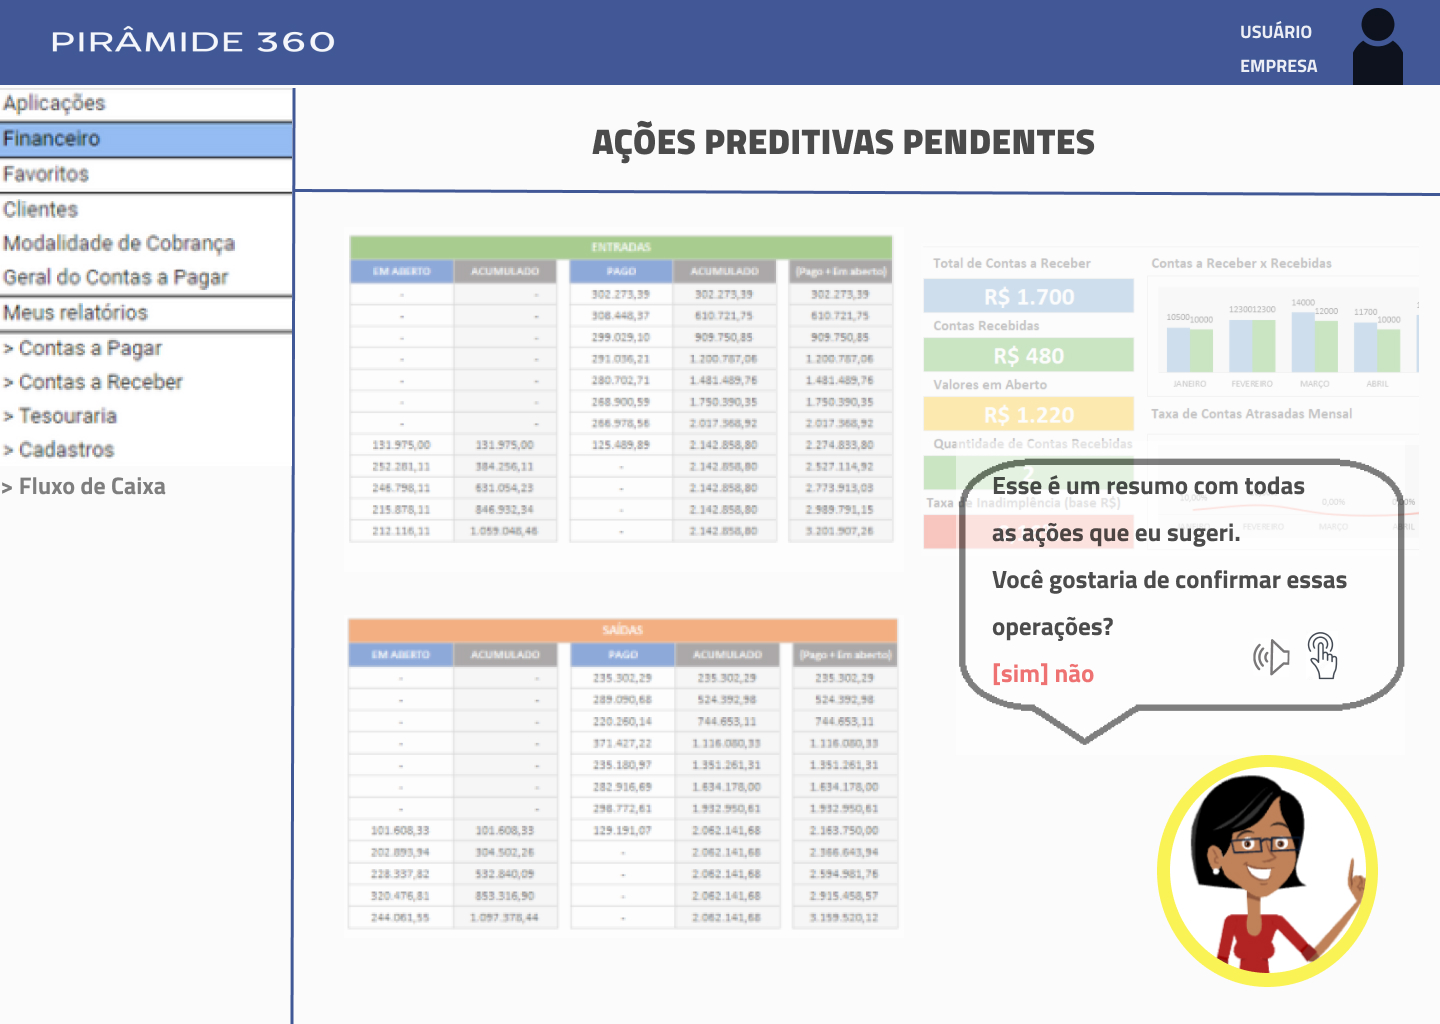 PIRÂMIDE 360
USUÁRIO
EMPRESA
Aplicações
Financeiro
Favoritos
Clientes
Modalidade de Cobrança
Geral do Contas a Pagar
Meus relatórios
> Contas a Pagar
> Contas a Receber
> Tesouraria
> Cadastros
> Fluxo de Caixa
AÇÕES PREDITIVAS PENDENTES
ENTRADAS
EM ABERTO ACUMULADO PAGO ACUMULADO (Pago + Em aberto)
- - 302.273,39 302.273,39 302.273,39
- - 308.448,37 610.721,75 610.721,75
- - 299.029,10 909.750,85 909.750,85
- - 291.036,21 1.200.787,06 1.200.787,06
- - 280.702,71 1.481.489,76 1.481.489,76
- - 268.900,59 1.750.390,35 1.750.390,35
- - 266.978,56 2.017.368,92 2.017.368,92
131.975,00 131.975,00 125.489,89 2.142.858,80 2.274.833,80
252.281,11 384.256,11 - 2.142.858,80 2.527.114,92
246.798,11 631.054,23 - 2.142.858,80 2.773.913,03
215.878,11 846.932,34 - 2.142.858,80 2.989.791,15
212.116,11 1.059.048,46 - 2.142.858,80 3.201.907,26
SAÍDAS
EM ABERTO ACUMULADO PAGO ACUMULADO (Pago + Em aberto)
- - 235.302,29 235.302,29 235.302,29
- - 289.090,68 524.392,98 524.392,98
- - 220.260,14 744.653,11 744.653,11
- - 371.427,22 1.116.080,33 1.116.080,33
- - 235.180,97 1.351.261,31 1.351.261,31
- - 282.916,69 1.634.178,00 1.634.178,00
- - 298.772,61 1.932.950,61 1.932.950,61
101.608,33 101.608,33 129.191,07 2.062.141,68 2.163.750,00
202.893,94 304.502,26 - 2.062.141,68 2.366.643,94
228.337,82 532.840,09 - 2.062.141,68 2.594.981,76
320.476,81 853.316,90 - 2.062.141,68 2.915.458,57
244.061,55 1.097.378,44 - 2.062.141,68 3.159.520,12
Total de Contas a Receber
R$ 1.700
Contas Recebidas
R$ 480
Valores em Aberto
R$ 1.220
Quantidade de Contas Recebidas
2
Taxa de Inadimplência (base R$)
Contas a Receber x Recebidas
10500 10000 12300 12300 14000 12000 11700 10000
JANEIRO FEVEREIRO MARÇO ABRIL
Taxa de Contas Atrasadas Mensal
0,00% 0,00%
JANEIRO FEVEREIRO MARÇO ABRIL
Esse é um resumo com todas
as ações que eu sugeri.
Você gostaria de confirmar essas
operações?
[sim] não